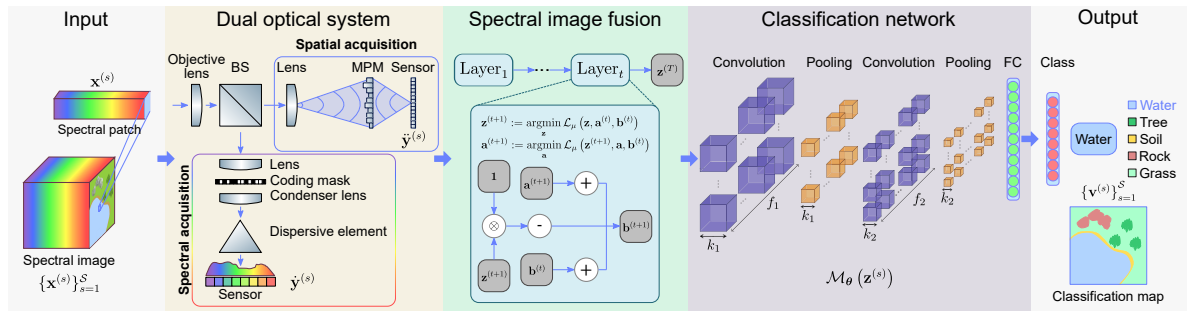 Input
Dual optical system
Spectral image fusion
Classification network
Output
x^(s)
Spectral patch
Spectral image
{x^(s)}_{s=1}^S
Objective
lens
BS
Spatial acquisition
Lens
MPM
Sensor
ÿ^(s)
Spectral acquisition
Lens
Coding mask
Condenser lens
Dispersive element
ẏ^(s)
Sensor
Layer_1
...
Layer_t
z^(T)
z^(t+1) := argmin_z L_μ (z, a^(t), b^(t))
a^(t+1) := argmin_a L_μ (z^(t+1), a, b^(t))
1
a^(t+1)
+
⊗
-
b^(t+1)
z^(t+1)
b^(t)
+
Convolution
Pooling
Convolution
Pooling
FC
f_1
k_1
k_1
f_2
k_2
k_2
M_θ (z^(s))
Class
Water
Water
Tree
Soil
Rock
Grass
{v^(s)}_{s=1}^S
Classification map